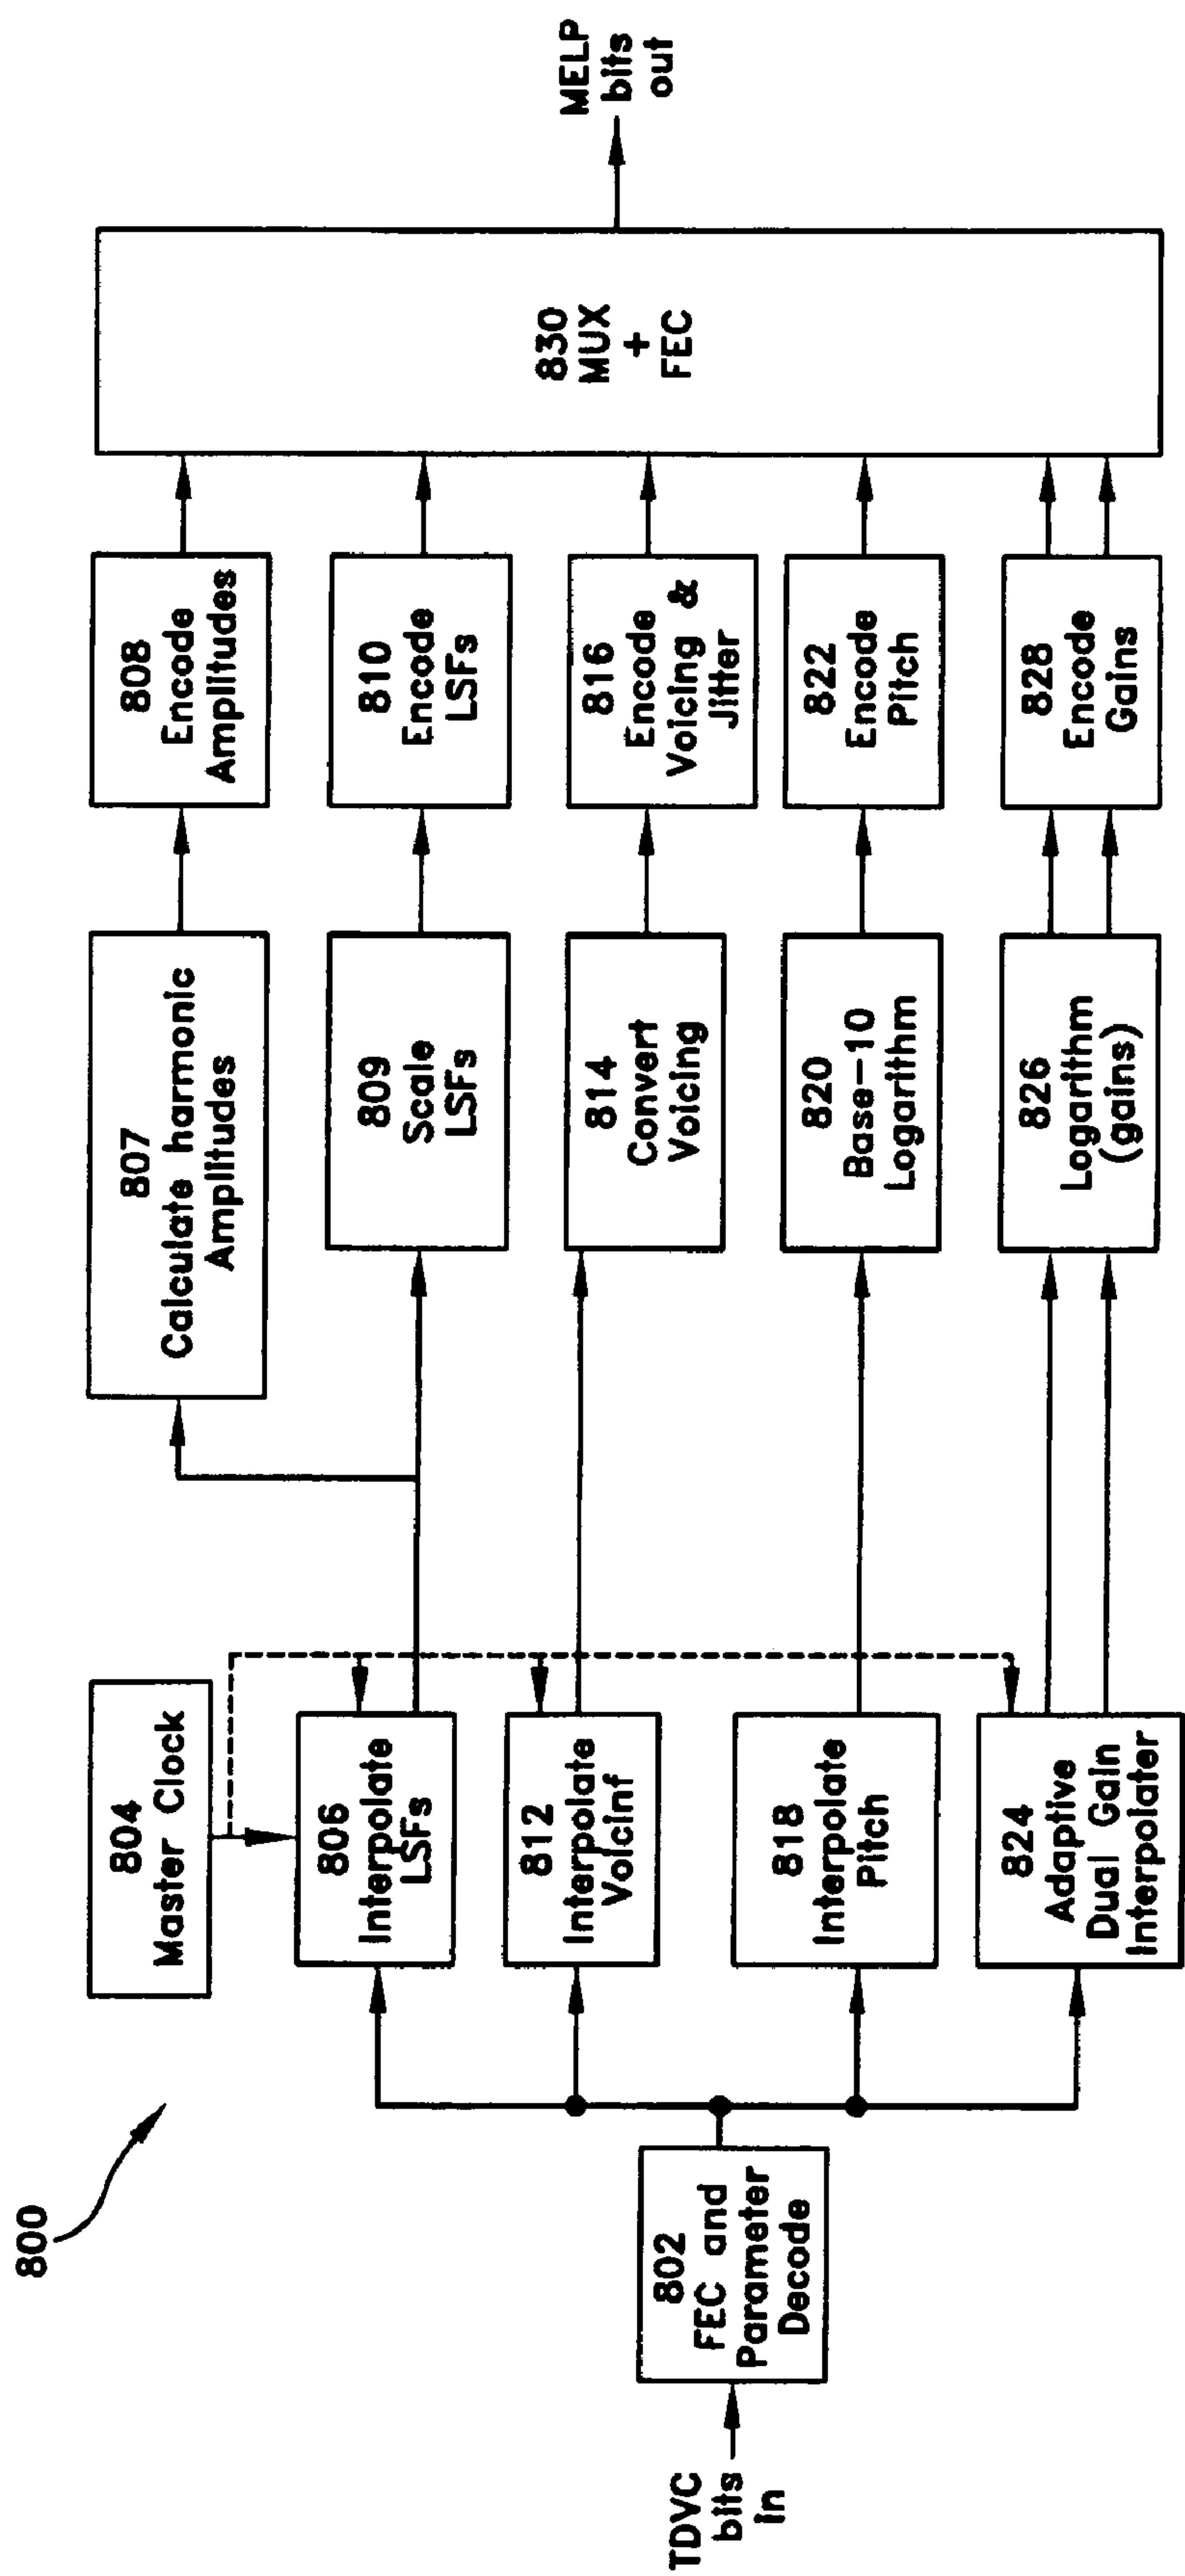 800
TDVC
bits
in
802
FEC and
Parameter
Decode
804
Master Clock
806
Interpolate
LSFs
812
Interpolate
Voicinf
818
Interpolate
Pitch
824
Adaptive
Dual Gain
Interpolater
807
Calculate harmonic
Amplitudes
809
Scale
LSFs
814
Convert
Voicing
820
Base-10
Logarithm
826
Logarithm
(gains)
808
Encode
Amplitudes
810
Encode
LSFs
816
Encode
Voicing &
Jitter
822
Encode
Pitch
828
Encode
Gains
830
MUX
+
FEC
MELP
bits
out